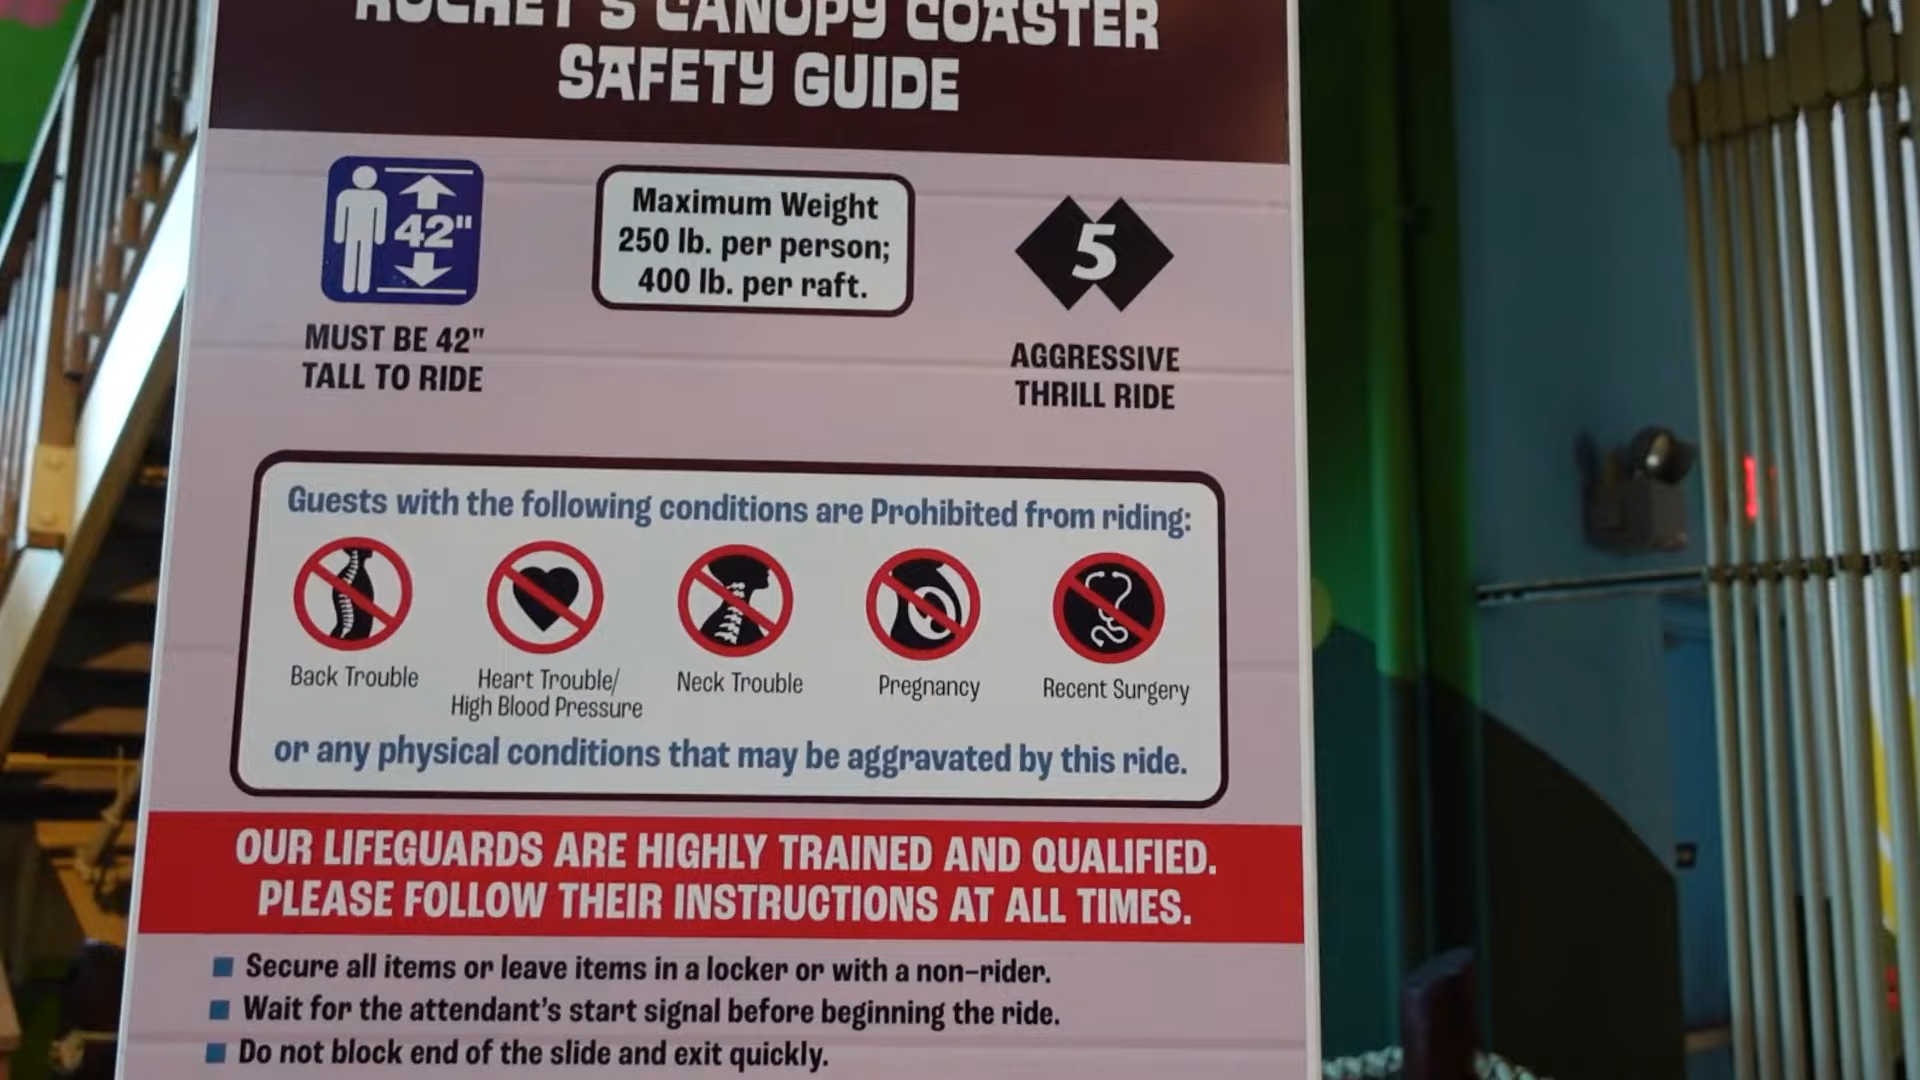 ROCKET'S CANOPY COASTER
SAFETY GUIDE
42"
MUST BE 42"
TALL TO RIDE
Maximum Weight
250 lb. per person;
400 lb. per raft.
5
AGGRESSIVE
THRILL RIDE
Guests with the following conditions are Prohibited from riding:
Back Trouble
Heart Trouble/
High Blood Pressure
Neck Trouble
Pregnancy
Recent Surgery
or any physical conditions that may be aggravated by this ride.
OUR LIFEGUARDS ARE HIGHLY TRAINED AND QUALIFIED.
PLEASE FOLLOW THEIR INSTRUCTIONS AT ALL TIMES.
Secure all items or leave items in a locker or with a non-rider.
Wait for the attendant's start signal before beginning the ride.
Do not block end of the slide and exit quickly.